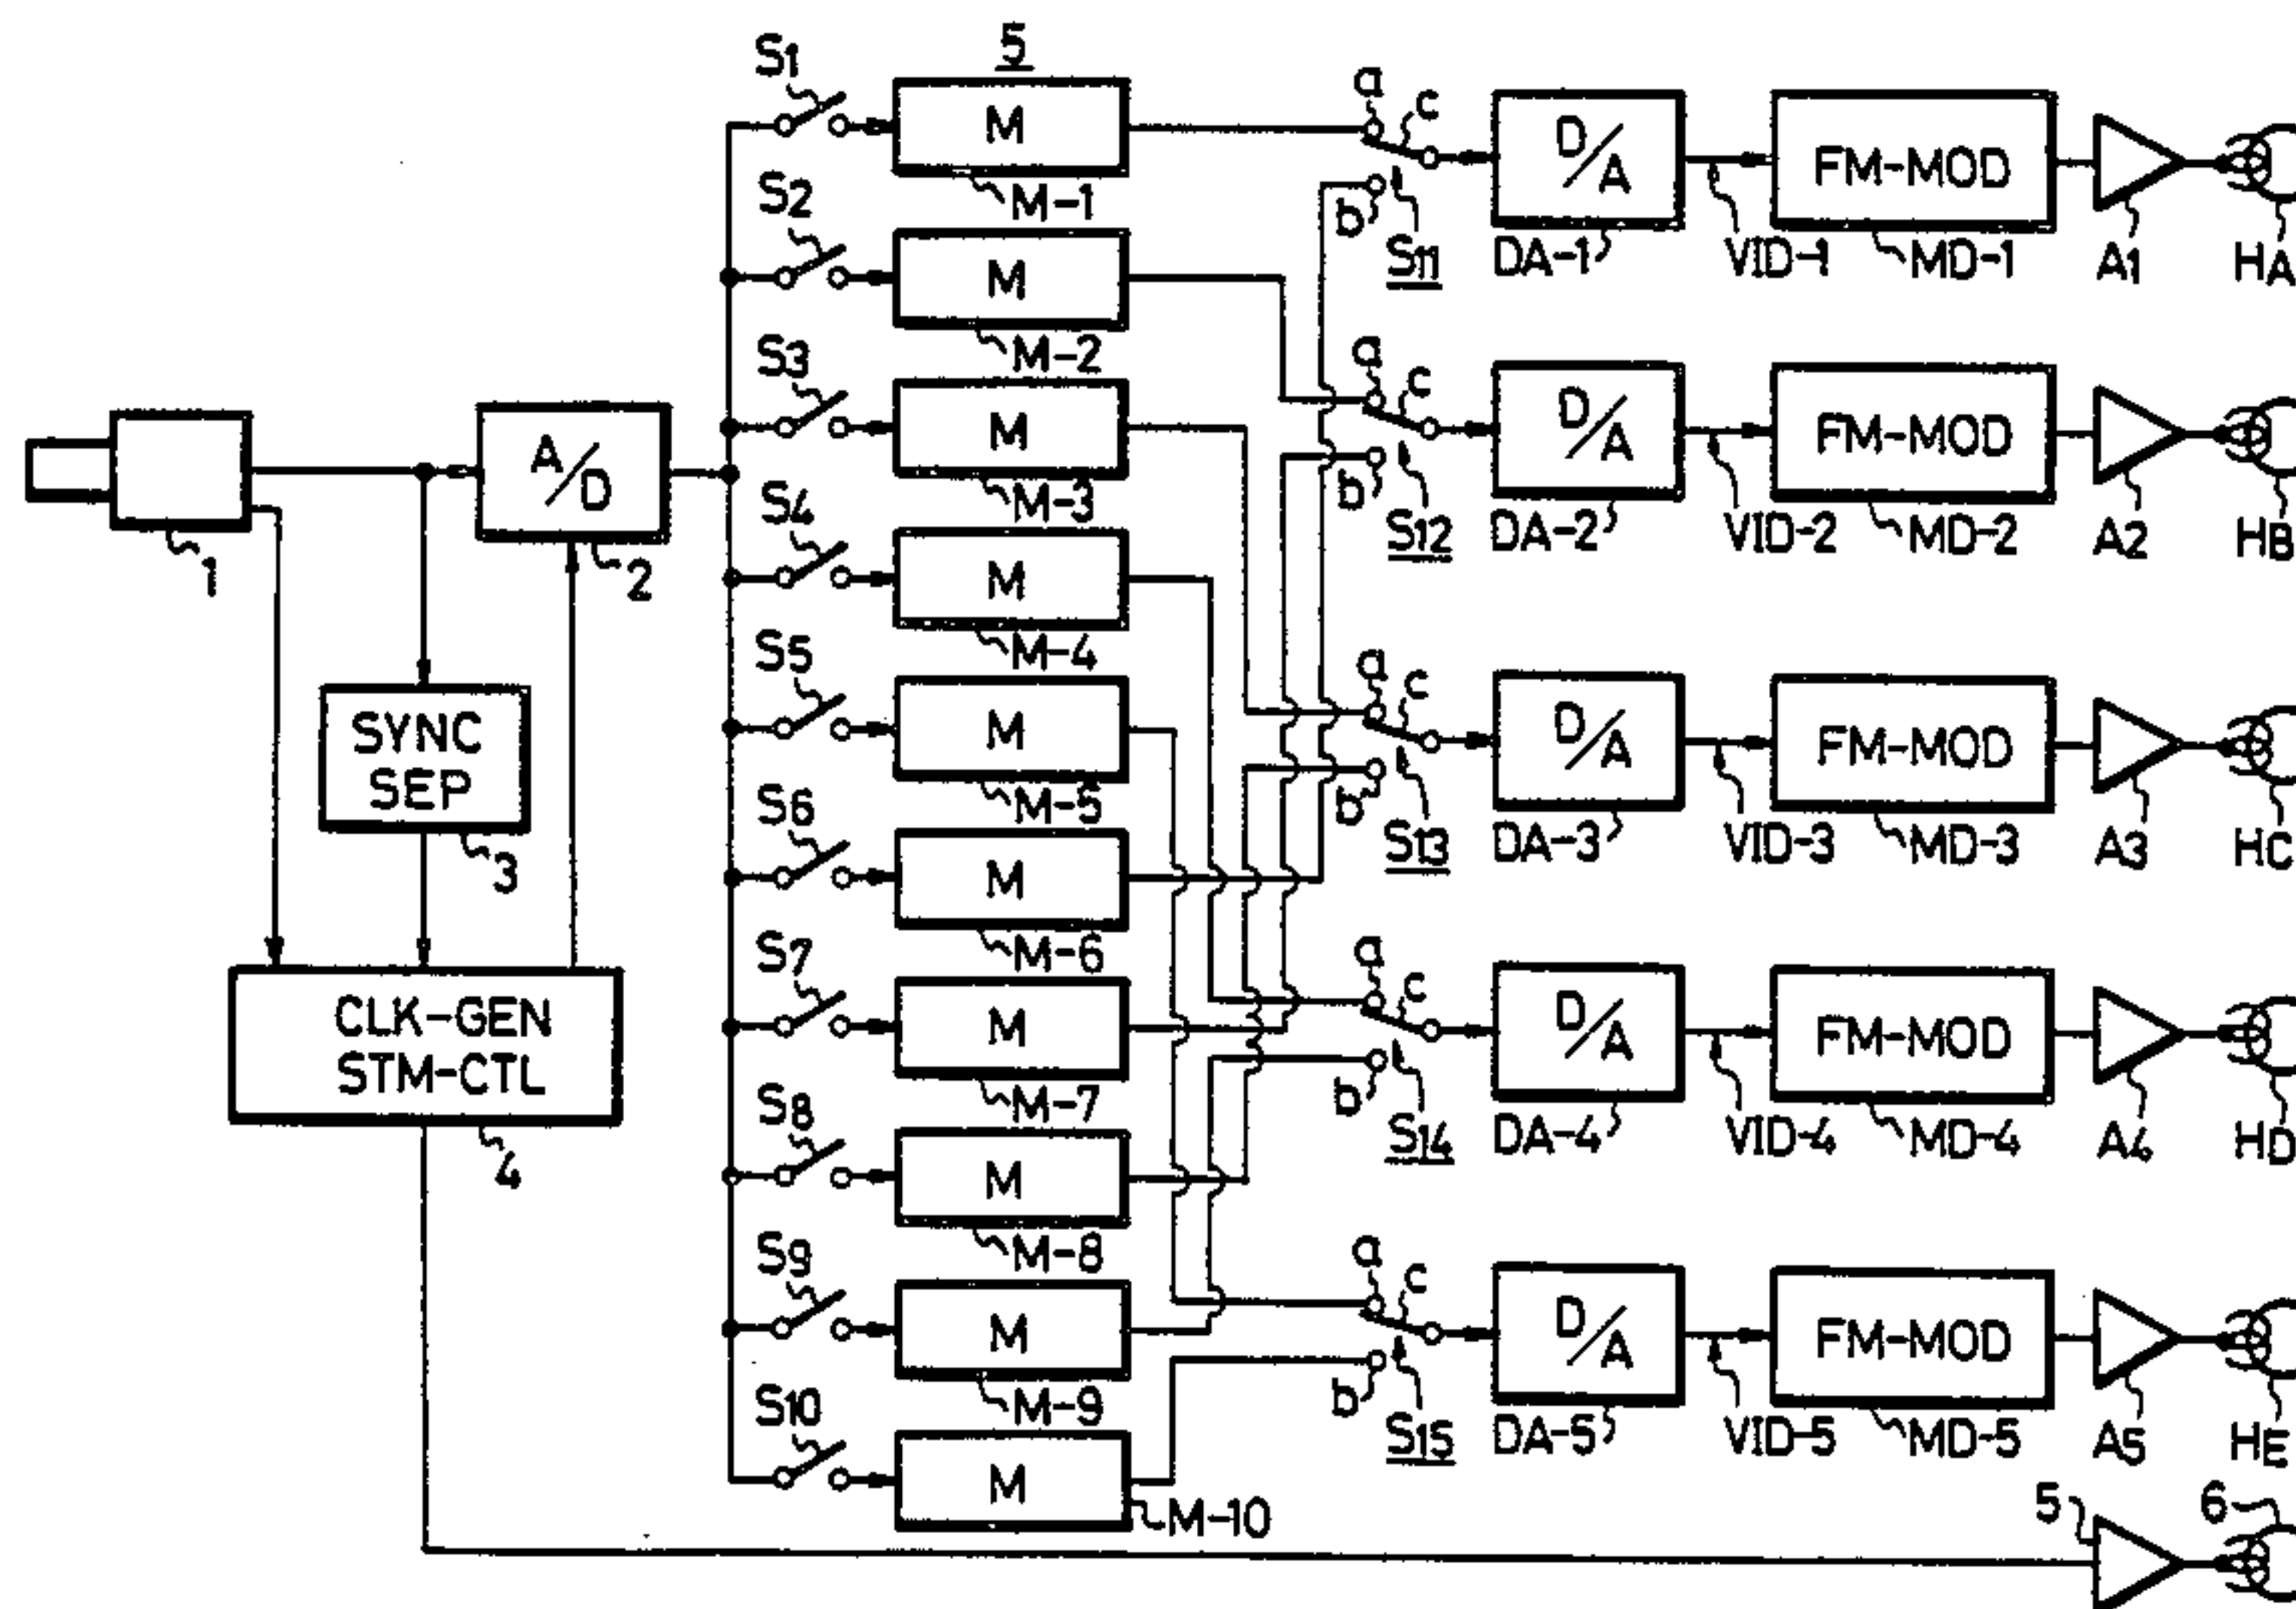 5
S1
M
M-1
a
c
b
S11
D/A
DA-1
VID-1
FM-MOD
MD-1
A1
HA
S2
M
M-2
a
c
b
S12
D/A
DA-2
VID-2
FM-MOD
MD-2
A2
HB
S3
M
M-3
1
A/D
2
S4
M
M-4
a
c
b
S13
D/A
DA-3
VID-3
FM-MOD
MD-3
A3
HC
S5
M
M-5
SYNC
SEP
3
S6
M
M-6
CLK-GEN
STM-CTL
4
S7
M
M-7
a
c
b
S14
D/A
DA-4
VID-4
FM-MOD
MD-4
A4
HD
S8
M
M-8
S9
M
M-9
a
c
b
S15
D/A
DA-5
VID-5
FM-MOD
MD-5
A5
HE
S10
M
M-10
5
6